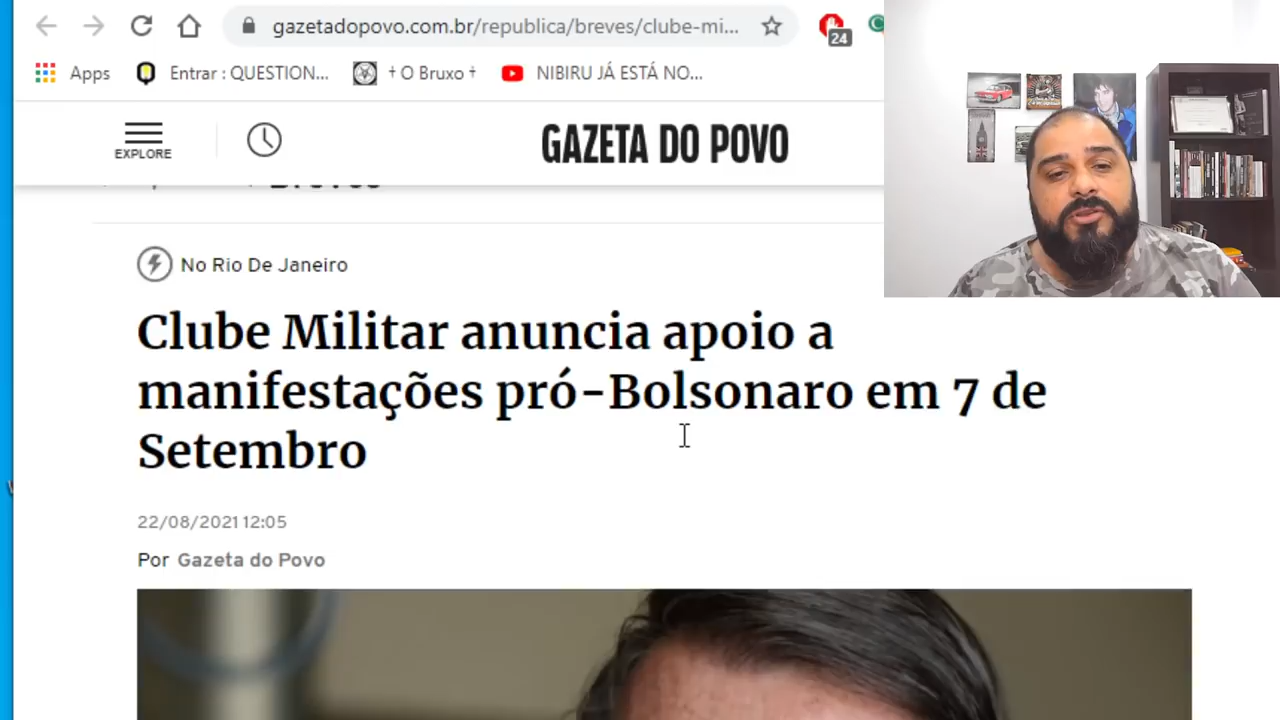 gazetadopovo.com.br/republica/breves/clube-mi...
24
Apps
Entrar : QUESTION...
† O Bruxo †
NIBIRU JÁ ESTÁ NO...
EXPLORE
GAZETA DO POVO
No Rio De Janeiro
Clube Militar anuncia apoio a
manifestações pró-Bolsonaro em 7 de
Setembro
22/08/2021 12:05
Por Gazeta do Povo